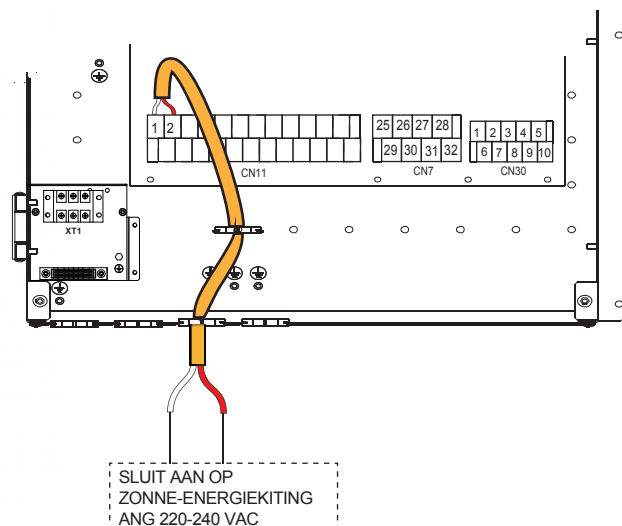 1 2
25 26 27 28
29 30 31 32
1 2 3 4 5
6 7 8 9 10
CN11
CN7
CN30
XT1
SLUIT AAN OP
ZONNE-ENERGIEKITING
ANG 220-240 VAC